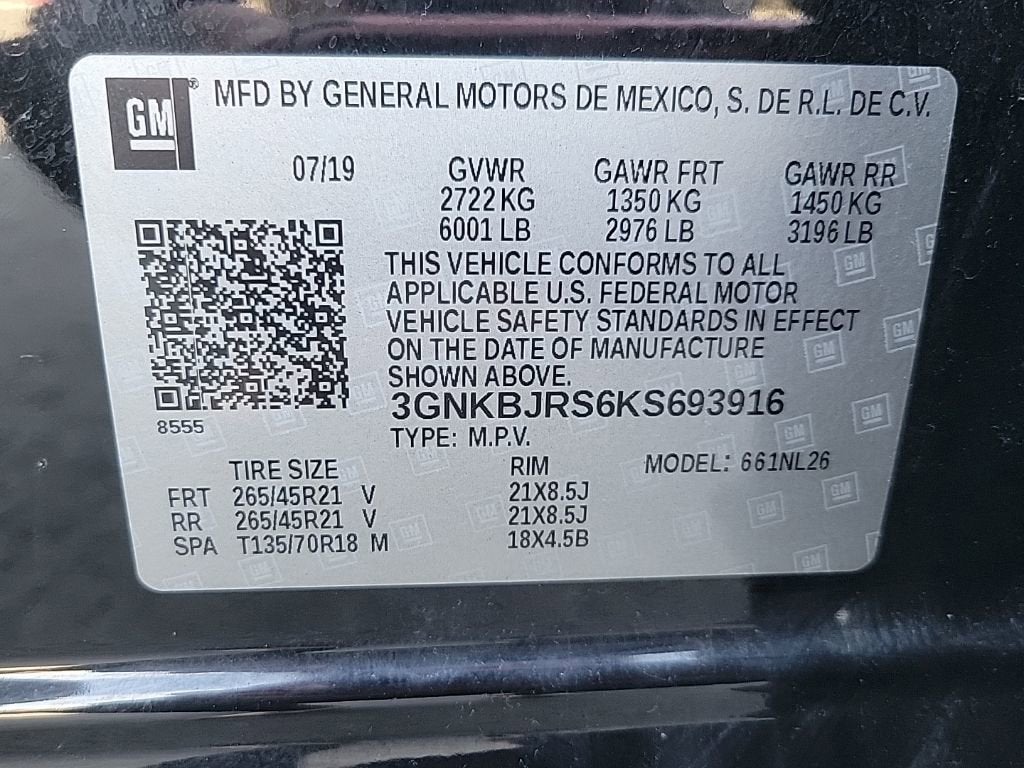 GM® MFD BY GENERAL MOTORS DE MEXICO, S. DE R.L. DE C.V.
07/19 GVWR GAWR FRT GAWR RR
2722 KG 1350 KG 1450 KG
6001 LB 2976 LB 3196 LB
THIS VEHICLE CONFORMS TO ALL
APPLICABLE U.S. FEDERAL MOTOR
VEHICLE SAFETY STANDARDS IN EFFECT
ON THE DATE OF MANUFACTURE
SHOWN ABOVE.
3GNKBJRS6KS693916
8555
TYPE: M.P.V.
TIRE SIZE RIM MODEL: 661NL26
FRT 265/45R21 V 21X8.5J
RR 265/45R21 V 21X8.5J
SPA T135/70R18 M 18X4.5B